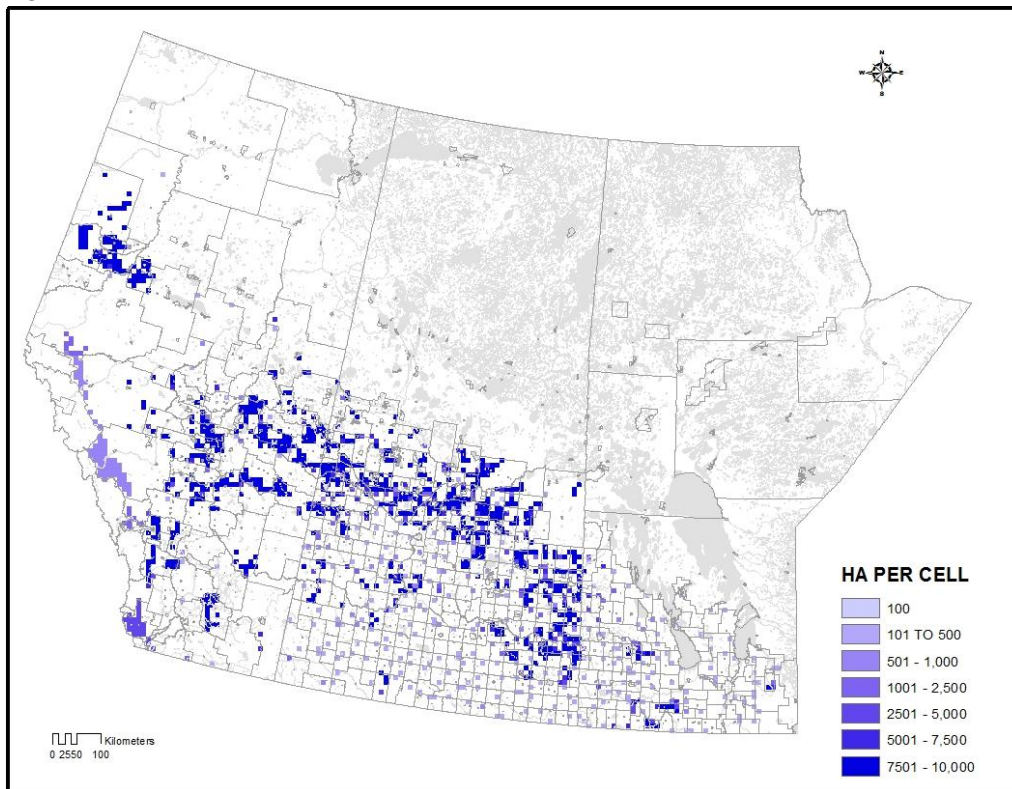 N
W E
S
HA PER CELL
100
101 TO 500
501 - 1,000
1001 - 2,500
2501 - 5,000
5001 - 7,500
7501 - 10,000
Kilometers
0 2550 100